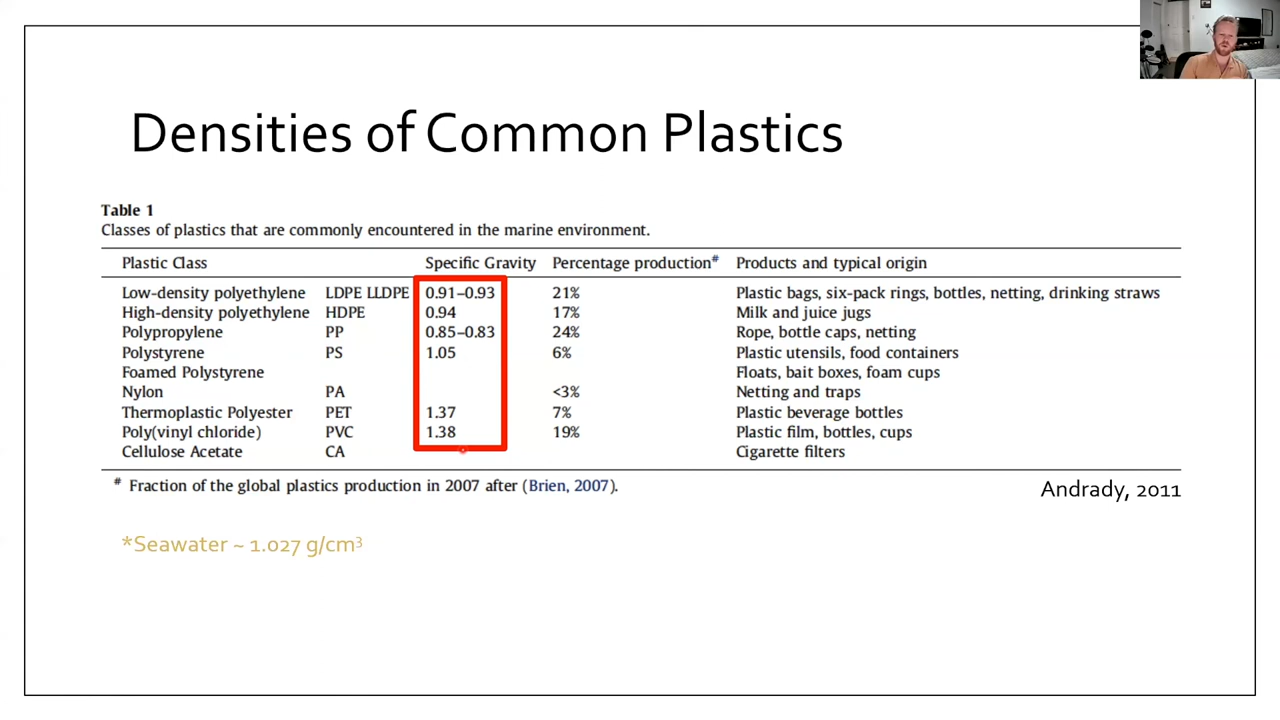 Densities of Common Plastics
Table 1
Classes of plastics that are commonly encountered in the marine environment.
Plastic Class Specific Gravity Percentage production# Products and typical origin
Low-density polyethylene LDPE LLDPE 0.91–0.93 21% Plastic bags, six-pack rings, bottles, netting, drinking straws
High-density polyethylene HDPE 0.94 17% Milk and juice jugs
Polypropylene PP 0.85–0.83 24% Rope, bottle caps, netting
Polystyrene PS 1.05 6% Plastic utensils, food containers
Foamed Polystyrene Floats, bait boxes, foam cups
Nylon PA <3% Netting and traps
Thermoplastic Polyester PET 1.37 7% Plastic beverage bottles
Poly(vinyl chloride) PVC 1.38 19% Plastic film, bottles, cups
Cellulose Acetate CA Cigarette filters
# Fraction of the global plastics production in 2007 after (Brien, 2007).
Andrady, 2011
*Seawater ~ 1.027 g/cm³